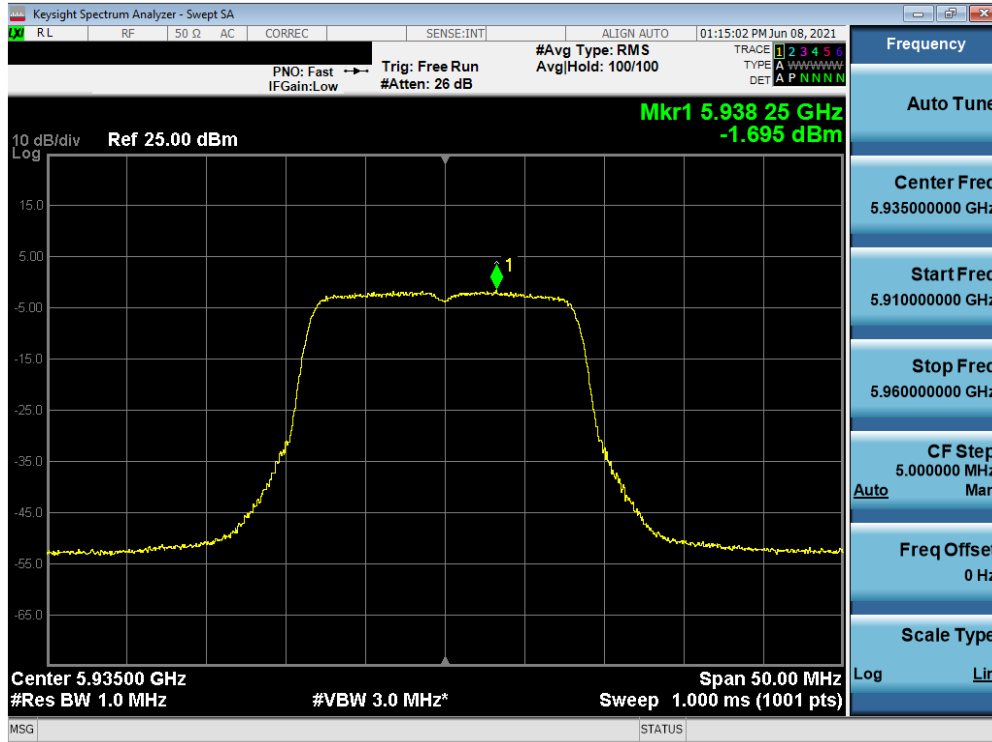 Keysight Spectrum Analyzer - Swept SA
LXI RL RF 50 Ω AC CORREC SENSE:INT ALIGN AUTO 01:15:02 PM Jun 08, 2021
PNO: Fast
IFGain:Low
Trig: Free Run
#Atten: 26 dB
#Avg Type: RMS
Avg|Hold: 100/100
TRACE 1 2 3 4 5 6
TYPE A WWWWW
DET A P N N N N
Mkr1 5.938 25 GHz
-1.695 dBm
10 dB/div Ref 25.00 dBm
Log
15.0
5.00
-5.00
-15.0
-25.0
-35.0
-45.0
-55.0
-65.0
1
Center 5.93500 GHz Span 50.00 MHz
#Res BW 1.0 MHz #VBW 3.0 MHz* Sweep 1.000 ms (1001 pts)
MSG STATUS
Frequency
Auto Tune
Center Freq
5.935000000 GHz
Start Freq
5.910000000 GHz
Stop Freq
5.960000000 GHz
CF Step
5.000000 MHz
Auto Man
Freq Offset
0 Hz
Scale Type
Log Lin